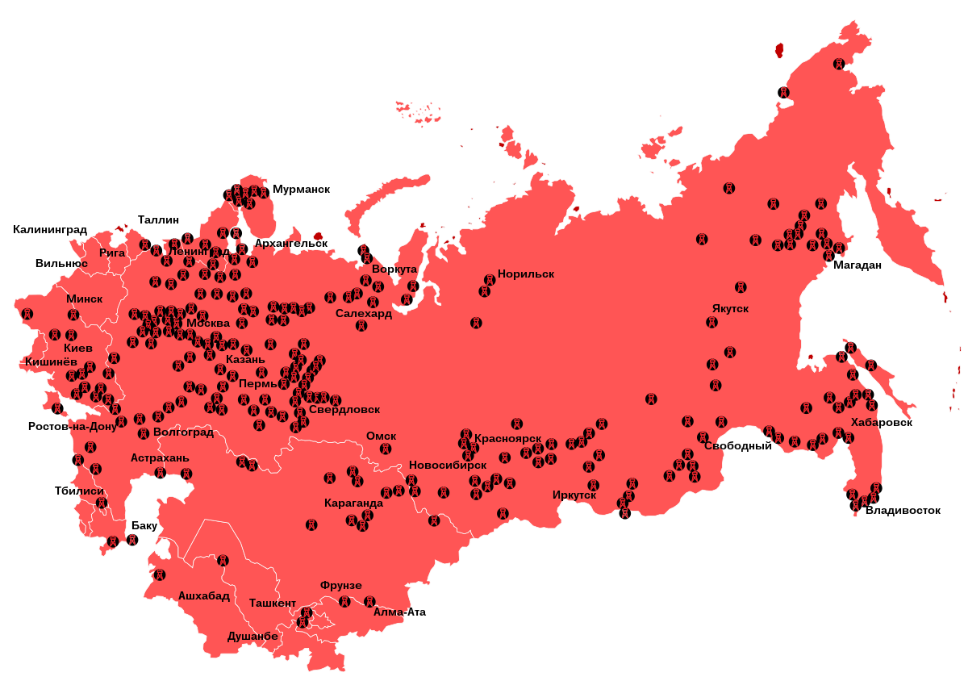 Мурманск
Таллин
Калининград
Архангельск
Рига
Ленинград
Вильнюс
Воркута
Магадан
Норильск
Минск
Якутск
Салехард
Москва
Киев
Кишинёв
Казань
Пермь
Свердловск
Хабаровск
Ростов-на-Дону
Волгоград
Омск
Красноярск
Свободный
Астрахань
Новосибирск
Тбилиси
Иркутск
Караганда
Владивосток
Баку
Фрунзе
Ашхабад
Ташкент
Алма-Ата
Душанбе